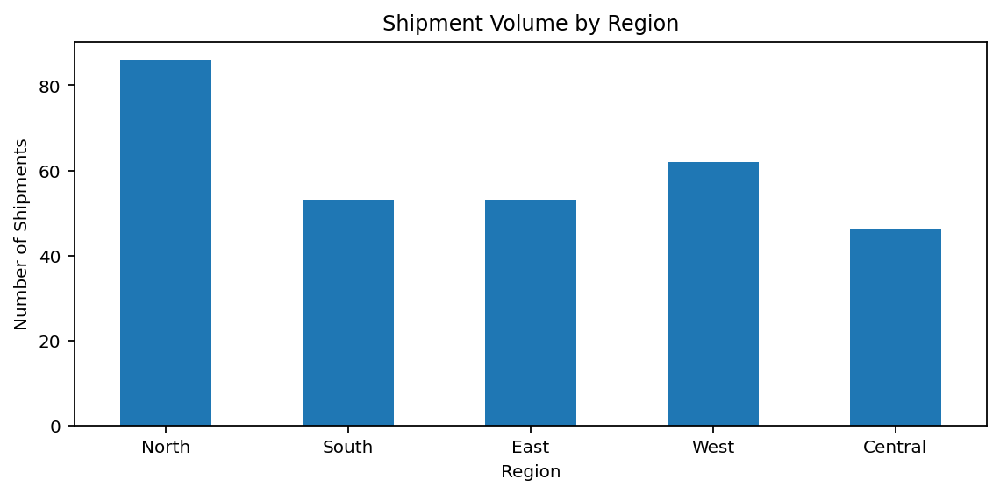 Shipment Volume by Region
Number of Shipments
80
60
40
20
0
North South East West Central
Region